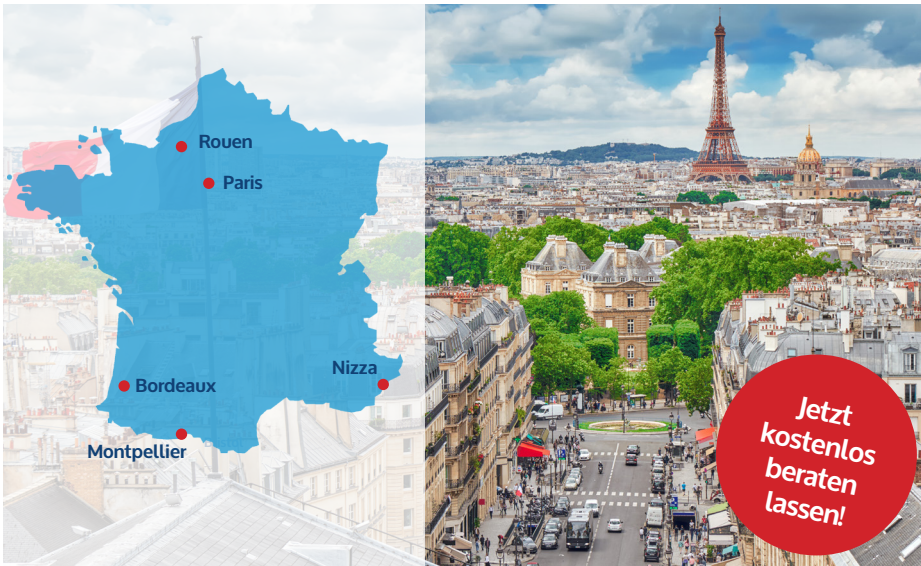 Rouen
Paris
Nizza
Bordeaux
Montpellier
Jetzt
kostenlos
beraten
lassen!